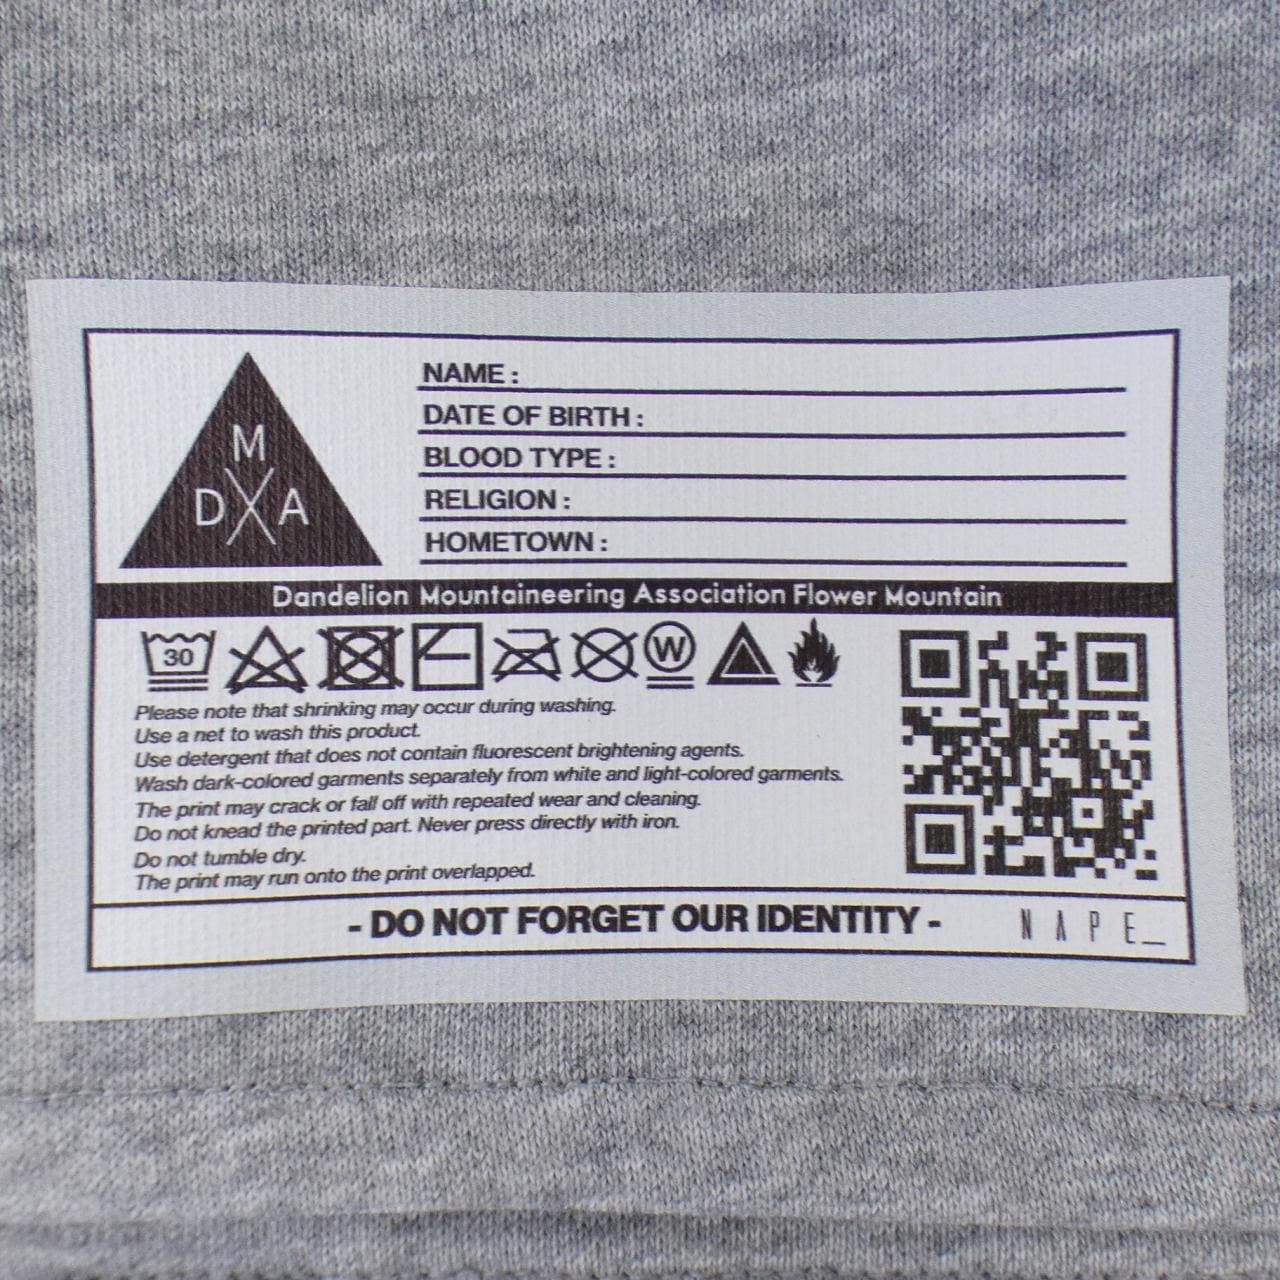 M
D A
NAME :
DATE OF BIRTH :
BLOOD TYPE :
RELIGION :
HOMETOWN :
Dandelion Mountaineering Association Flower Mountain
30
W
Please note that shrinking may occur during washing.
Use a net to wash this product.
Use detergent that does not contain fluorescent brightening agents.
Wash dark-colored garments separately from white and light-colored garments.
The print may crack or fall off with repeated wear and cleaning.
Do not knead the printed part. Never press directly with iron.
Do not tumble dry.
The print may run onto the print overlapped.
- DO NOT FORGET OUR IDENTITY -
NAPE_